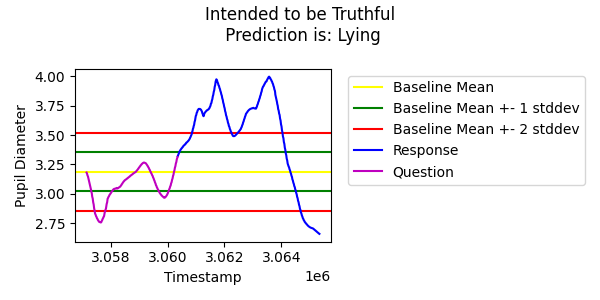 Intended to be Truthful
Prediction is: Lying
4.00
3.75
3.50
3.25
3.00
2.75
Pupil Diameter
3.058
3.060
3.062
3.064
1e6
Timestamp
Baseline Mean
Baseline Mean +- 1 stddev
Baseline Mean +- 2 stddev
Response
Question